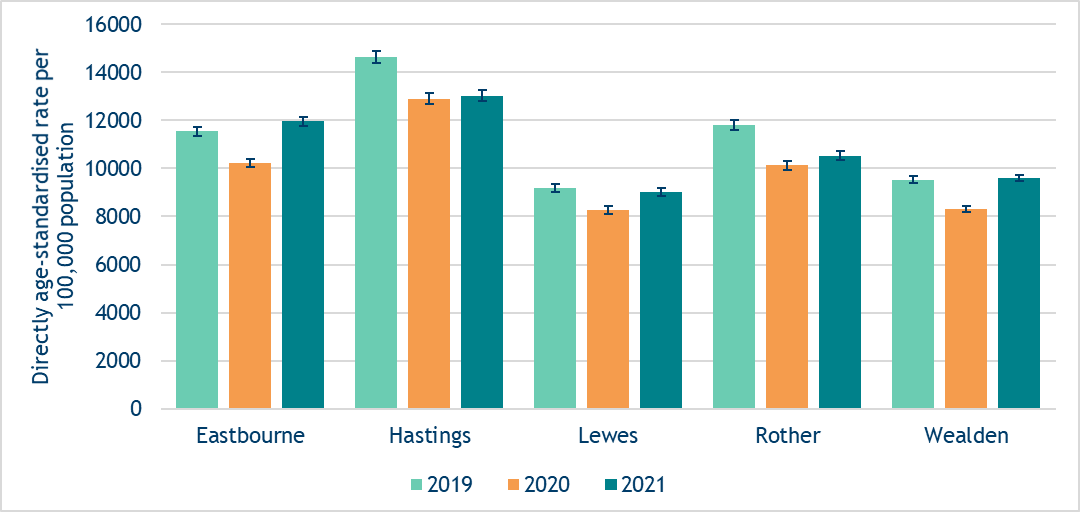 Directly age-standardised rate per
100,000 population
16000
14000
12000
10000
8000
6000
4000
2000
0
Eastbourne Hastings Lewes Rother Wealden
2019 2020 2021